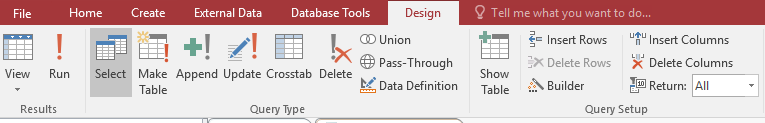 File Home Create External Data Database Tools Design Tell me what you want to do...
View
Run
Select
Make
Table
Append
Update
Crosstab
Delete
Union
Pass-Through
Data Definition
Show
Table
Insert Rows
Delete Rows
Builder
Insert Columns
Delete Columns
Return: All
Results
Query Type
Query Setup